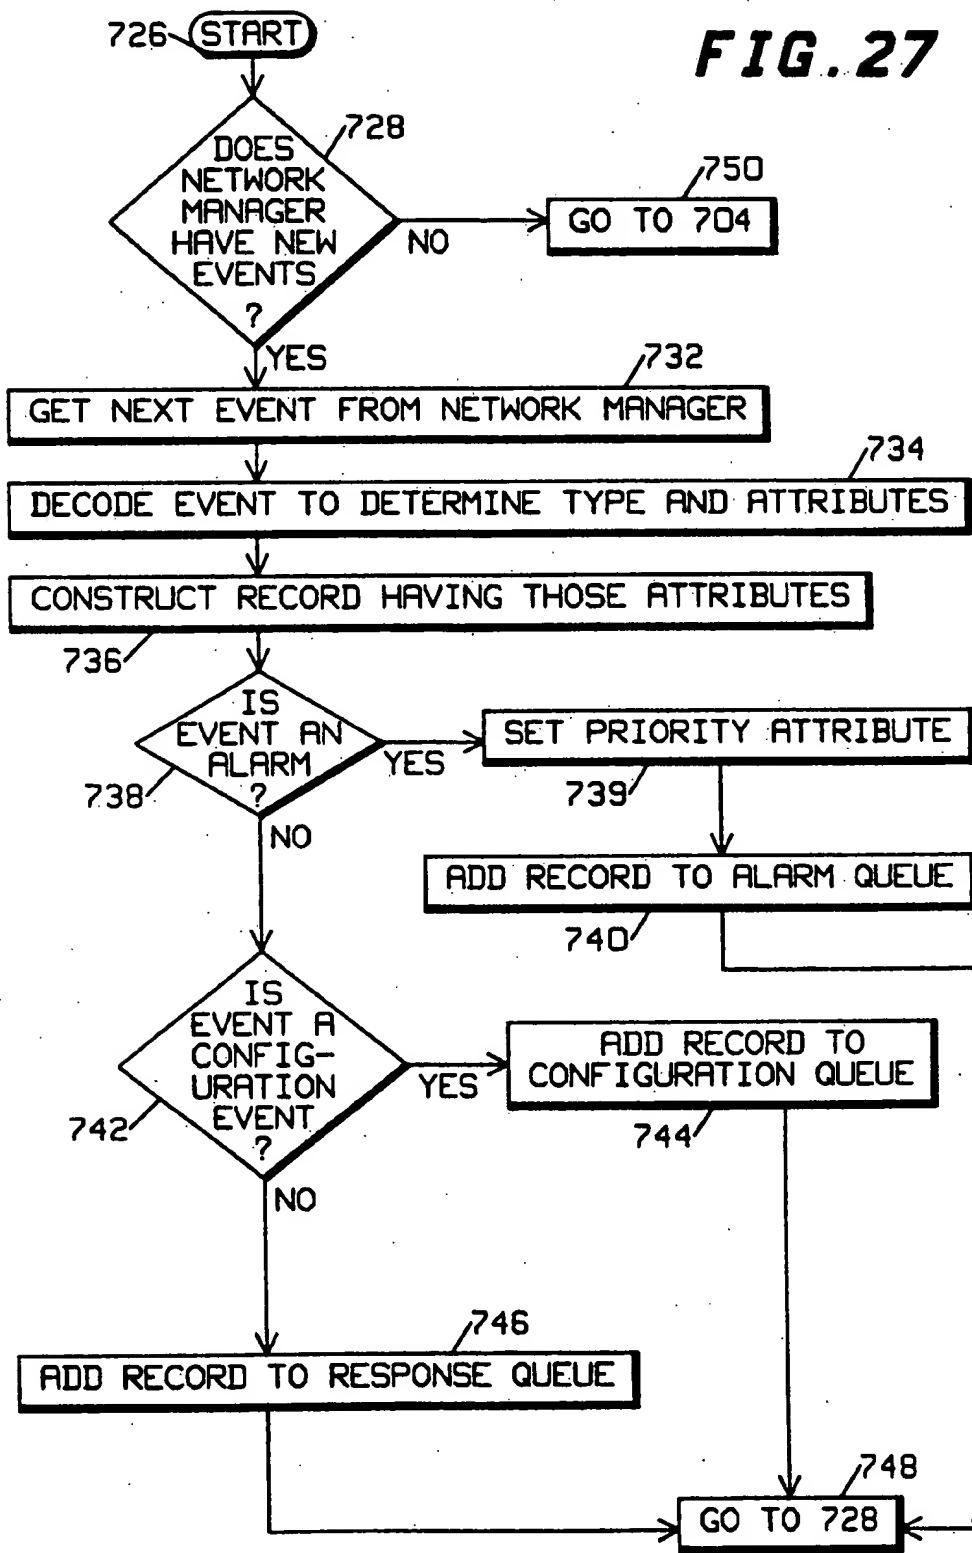 FIG. 27
726
START
728
DOES
NETWORK
MANAGER
HAVE NEW
EVENTS
?
NO
750
GO TO 704
YES
732
GET NEXT EVENT FROM NETWORK MANAGER
734
DECODE EVENT TO DETERMINE TYPE AND ATTRIBUTES
CONSTRUCT RECORD HAVING THOSE ATTRIBUTES
736
IS
EVENT AN
ALARM
?
738
YES
SET PRIORITY ATTRIBUTE
739
NO
ADD RECORD TO ALARM QUEUE
740
IS
EVENT A
CONFIG-
URATION
EVENT
?
742
YES
ADD RECORD TO
CONFIGURATION QUEUE
744
NO
746
ADD RECORD TO RESPONSE QUEUE
748
GO TO 728